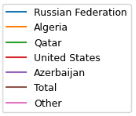 Russian Federation
Algeria
Qatar
United States
Azerbaijan
Total
Other